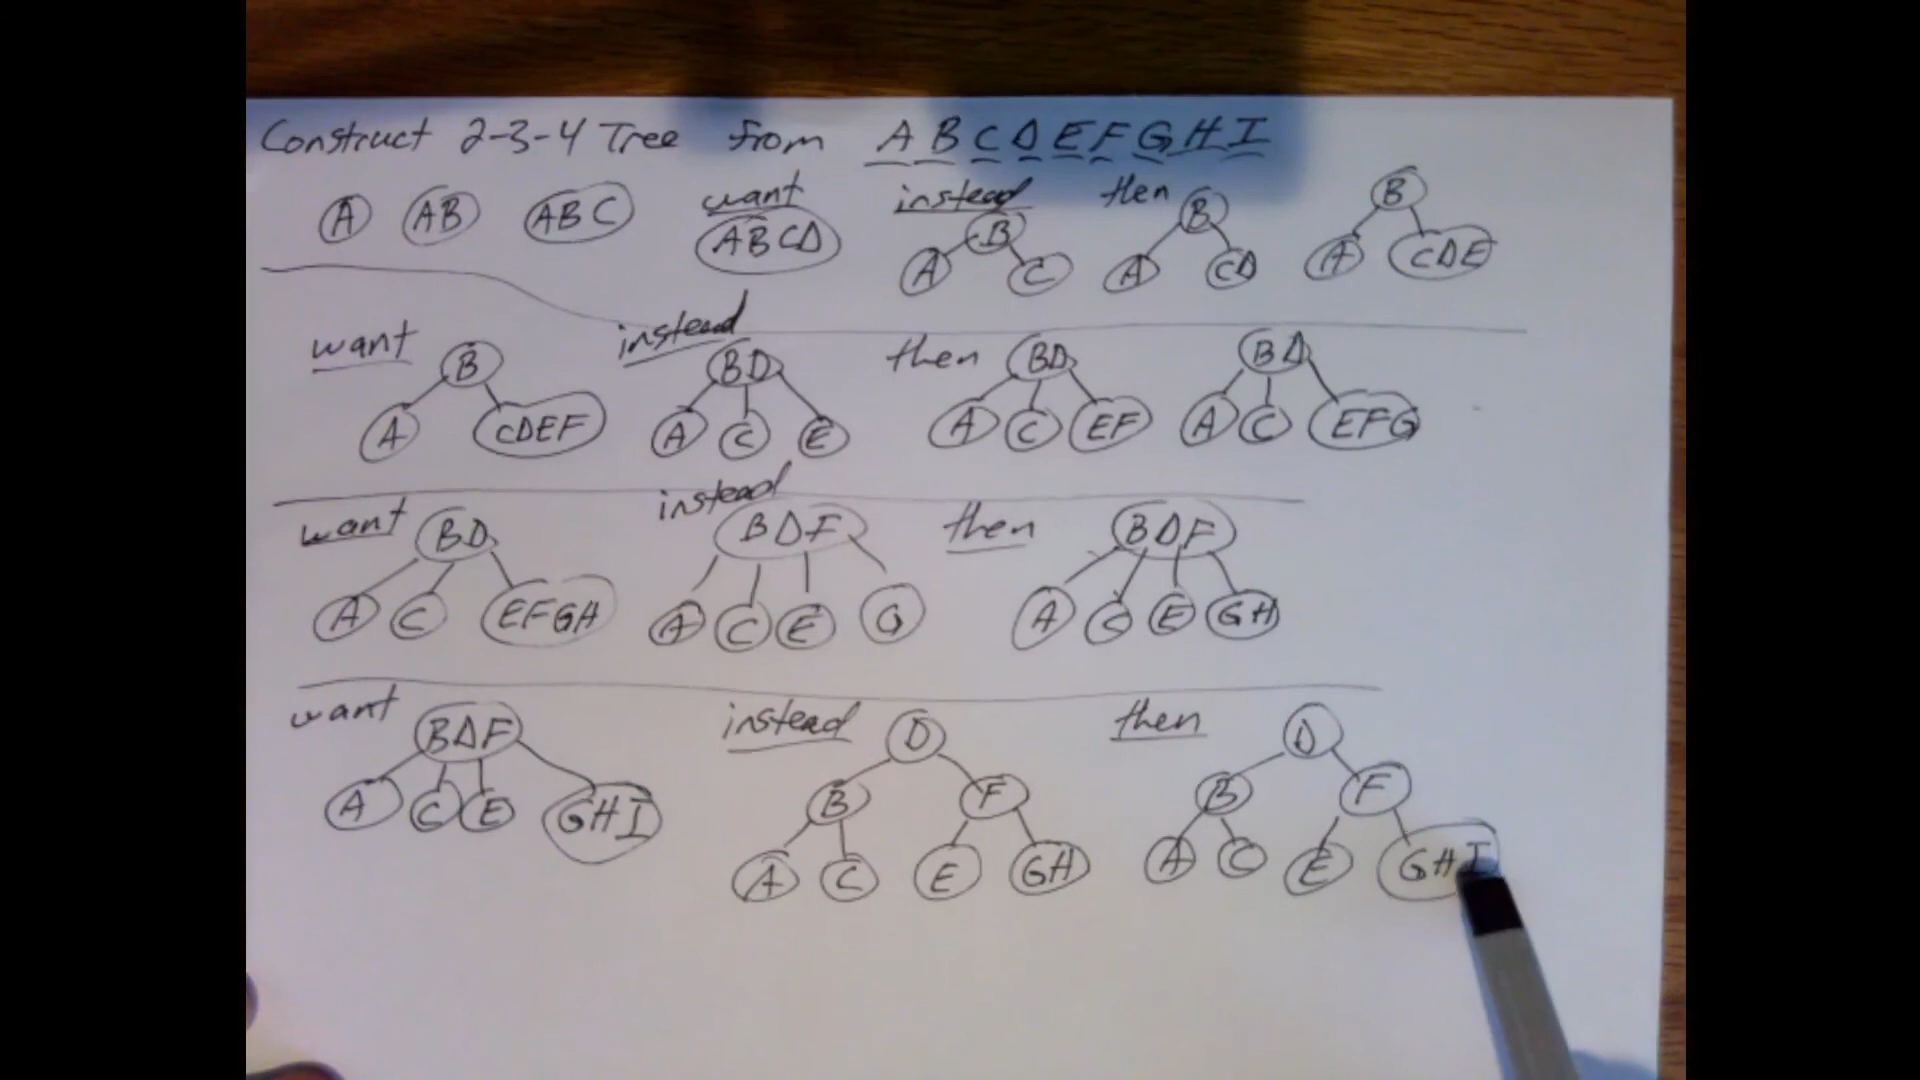 Construct 2-3-4 Tree from A B C D E F G H I
A AB ABC want instead then
ABCD B B B
A C A CD A CDE
want instead then
B BD BD BD
A CDEF A C E A C EF A C EFG
want instead then
BD BDF BDF
A C EFGH A C E G A C E GH
want instead then
BDF D D
B F B F
A C E GHI A C E GH A C E GHI